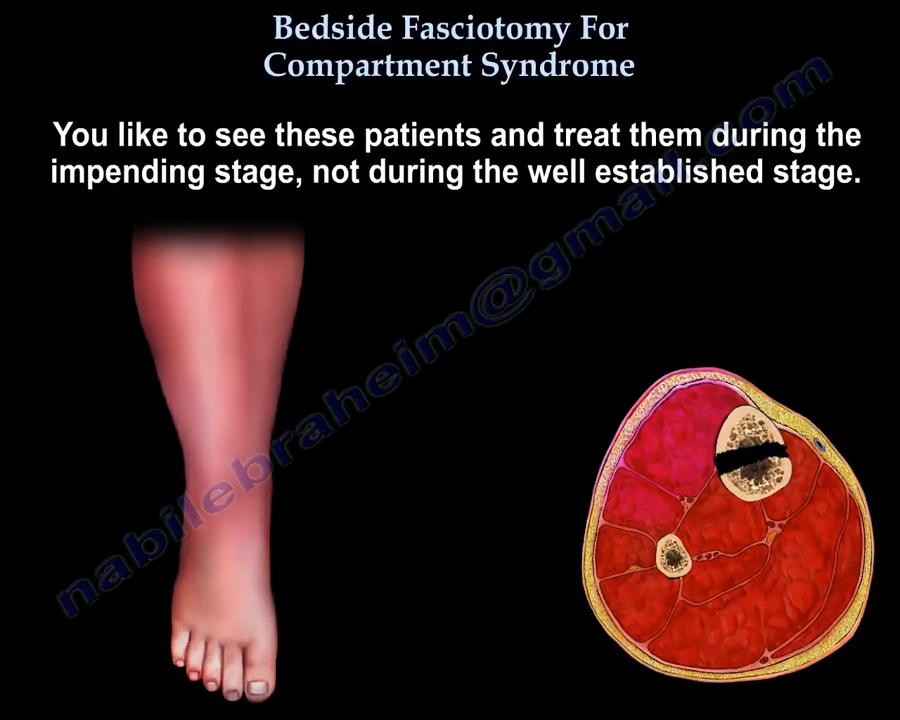 Bedside Fasciotomy For
Compartment Syndrome
You like to see these patients and treat them during the
impending stage, not during the well established stage.
nabilebraheim@gmail.com